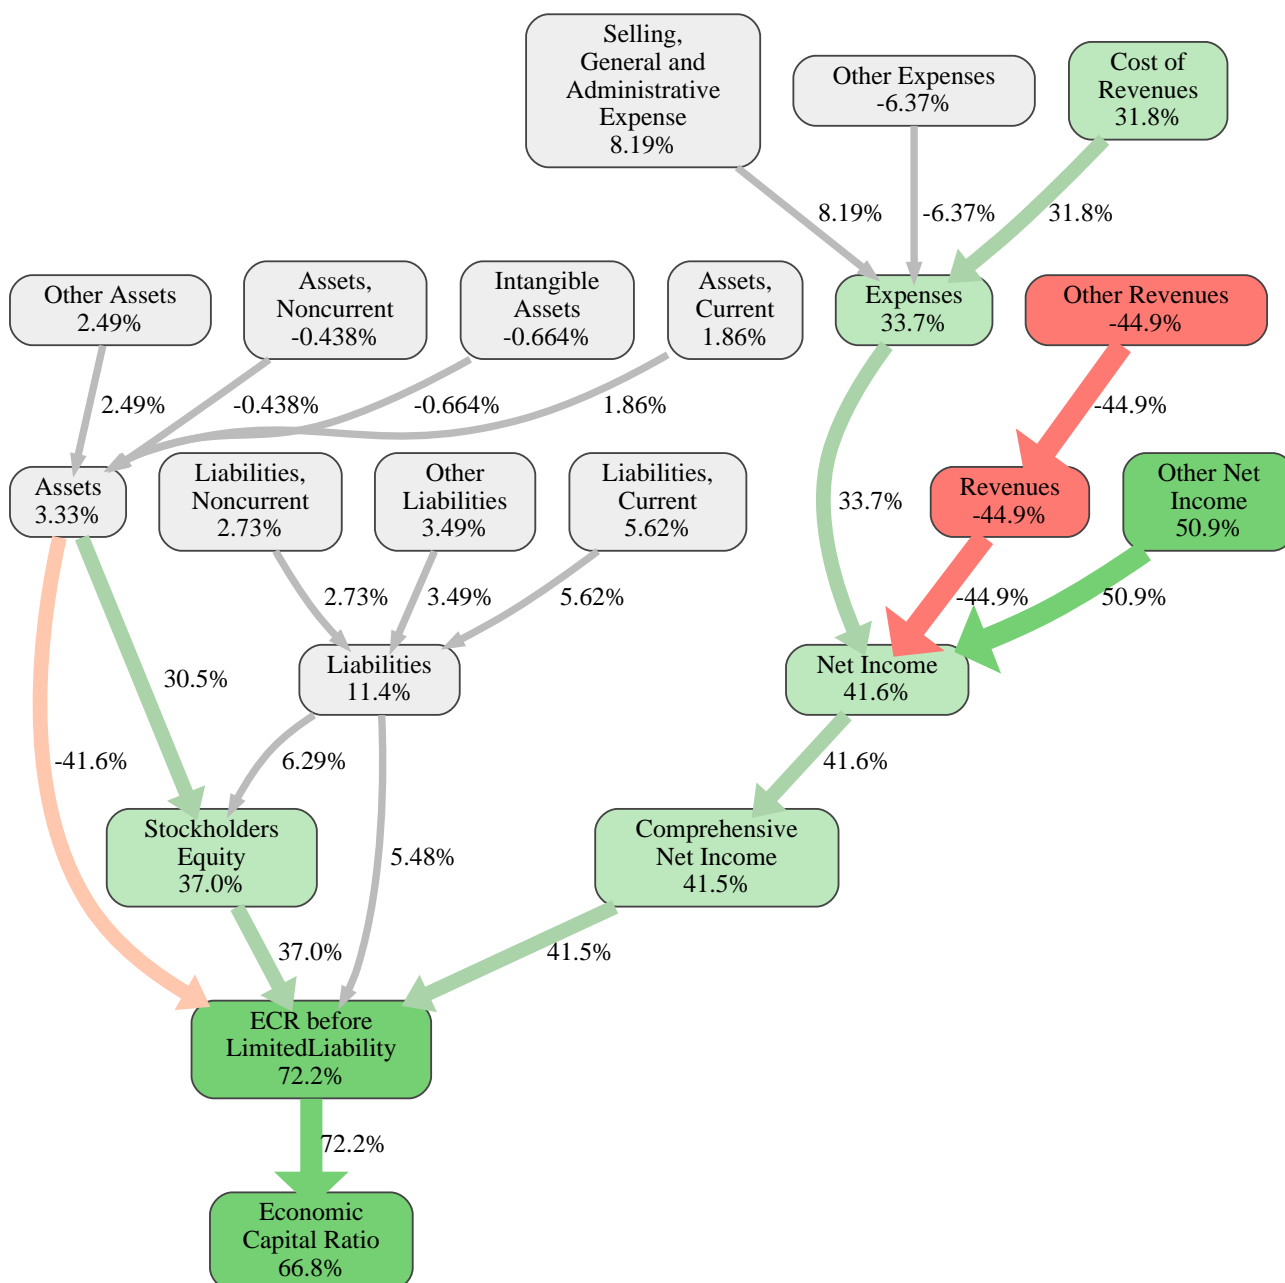 Selling,
General and
Administrative
Expense
8.19%
Other Expenses
-6.37%
Cost of
Revenues
31.8%
8.19%
-6.37%
31.8%
Other Assets
2.49%
Assets,
Noncurrent
-0.438%
Intangible
Assets
-0.664%
Assets,
Current
1.86%
Expenses
33.7%
Other Revenues
-44.9%
2.49%
-0.438%
-0.664%
1.86%
-44.9%
Assets
3.33%
Liabilities,
Noncurrent
2.73%
Other
Liabilities
3.49%
Liabilities,
Current
5.62%
33.7%
Revenues
-44.9%
Other Net
Income
50.9%
2.73%
3.49%
5.62%
-44.9%
50.9%
30.5%
Liabilities
11.4%
Net Income
41.6%
-41.6%
6.29%
41.6%
Stockholders
Equity
37.0%
5.48%
Comprehensive
Net Income
41.5%
37.0%
41.5%
ECR before
LimitedLiability
72.2%
72.2%
Economic
Capital Ratio
66.8%